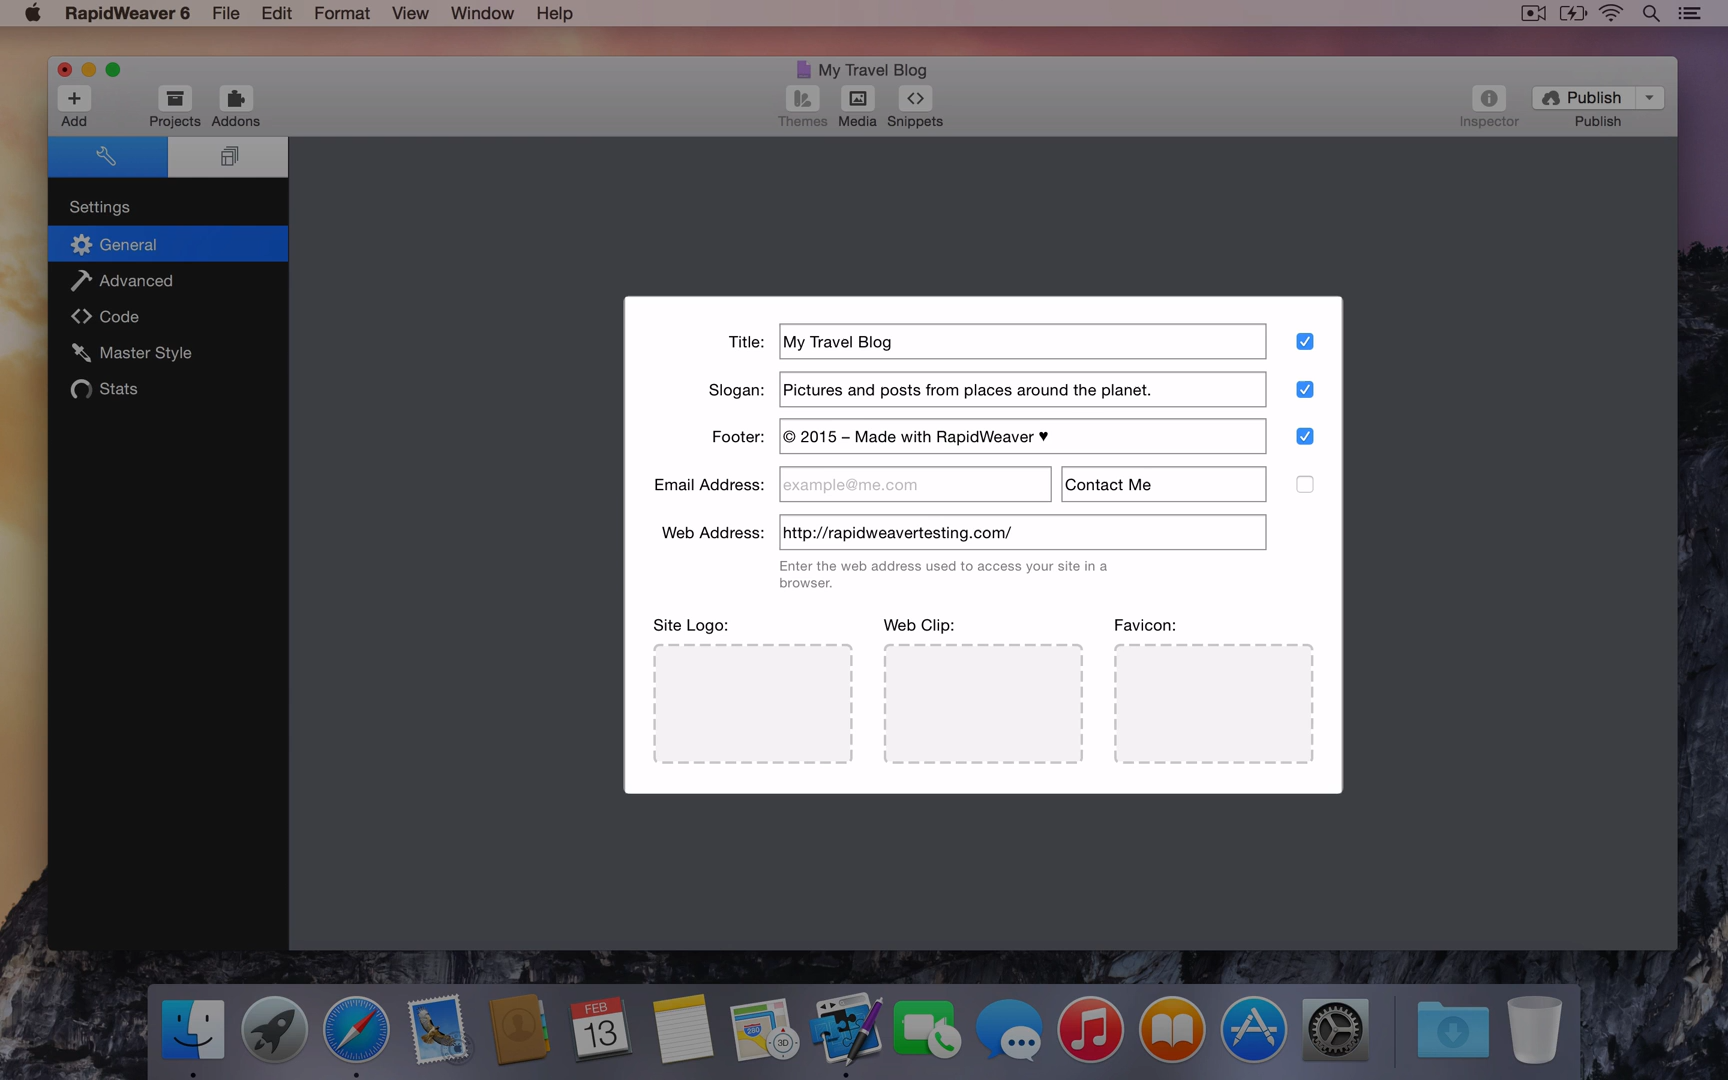 RapidWeaver 6 File Edit Format View Window Help
My Travel Blog
Add Projects Addons Themes Media Snippets Inspector Publish
Publish
Settings
General
Advanced
Code
Master Style
Stats
Title: My Travel Blog
Slogan: Pictures and posts from places around the planet.
Footer: © 2015 – Made with RapidWeaver ♥
Email Address: example@me.com Contact Me
Web Address: http://rapidweavertesting.com/
Enter the web address used to access your site in a
browser.
Site Logo: Web Clip: Favicon:
FEB
13
280
3D